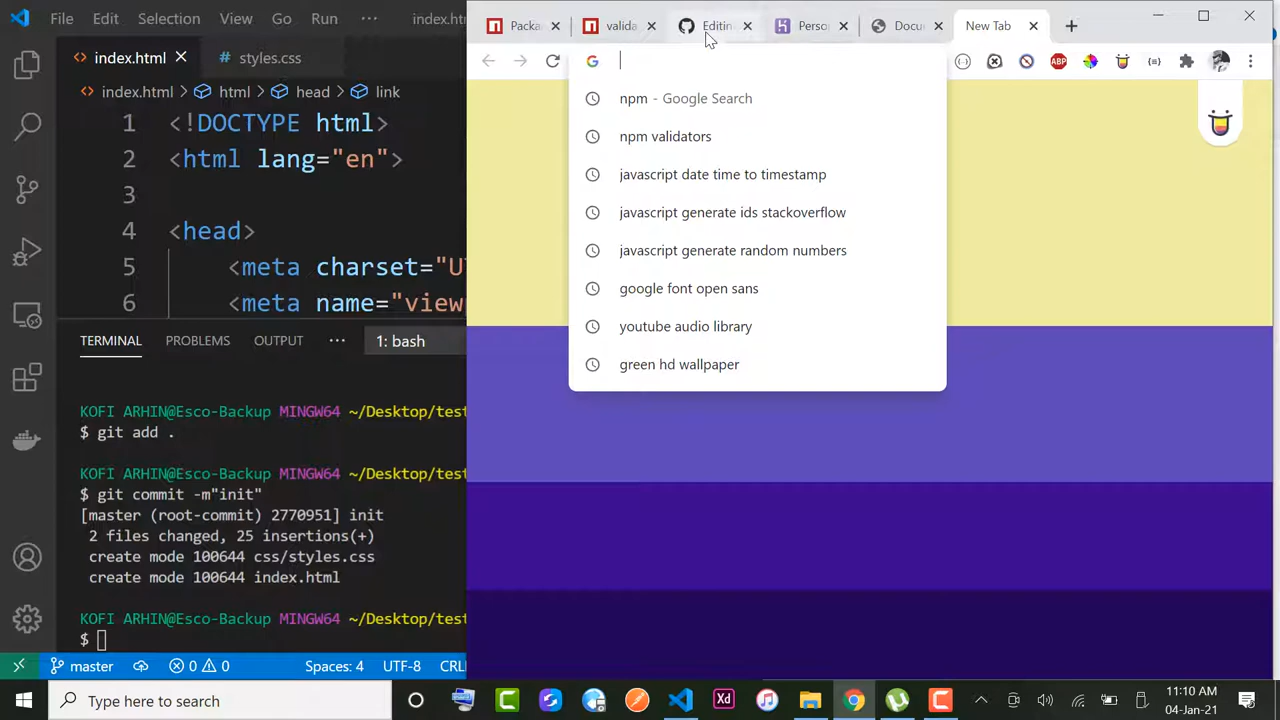 File Edit Selection View Go Run ··· index.ht
index.html
styles.css
index.html > html > head > link
1 <!DOCTYPE html>
2 <html lang="en">
3
4 <head>
5 <meta charset="U
6 <meta name="view
TERMINAL PROBLEMS OUTPUT ··· 1: bash
KOFI ARHIN@Esco-Backup MINGW64 ~/Desktop/test
$ git add .
KOFI ARHIN@Esco-Backup MINGW64 ~/Desktop/test
$ git commit -m"init"
[master (root-commit) 2770951] init
2 files changed, 25 insertions(+)
create mode 100644 css/styles.css
create mode 100644 index.html
KOFI ARHIN@Esco-Backup MINGW64 ~/Desktop/test
$
master 0 0 Spaces: 4 UTF-8 CRL
Packa valida Editin Perso Docu New Tab
ABP
npm - Google Search
npm validators
javascript date time to timestamp
javascript generate ids stackoverflow
javascript generate random numbers
google font open sans
youtube audio library
green hd wallpaper
Type here to search
Xd
11:10 AM
04-Jan-21